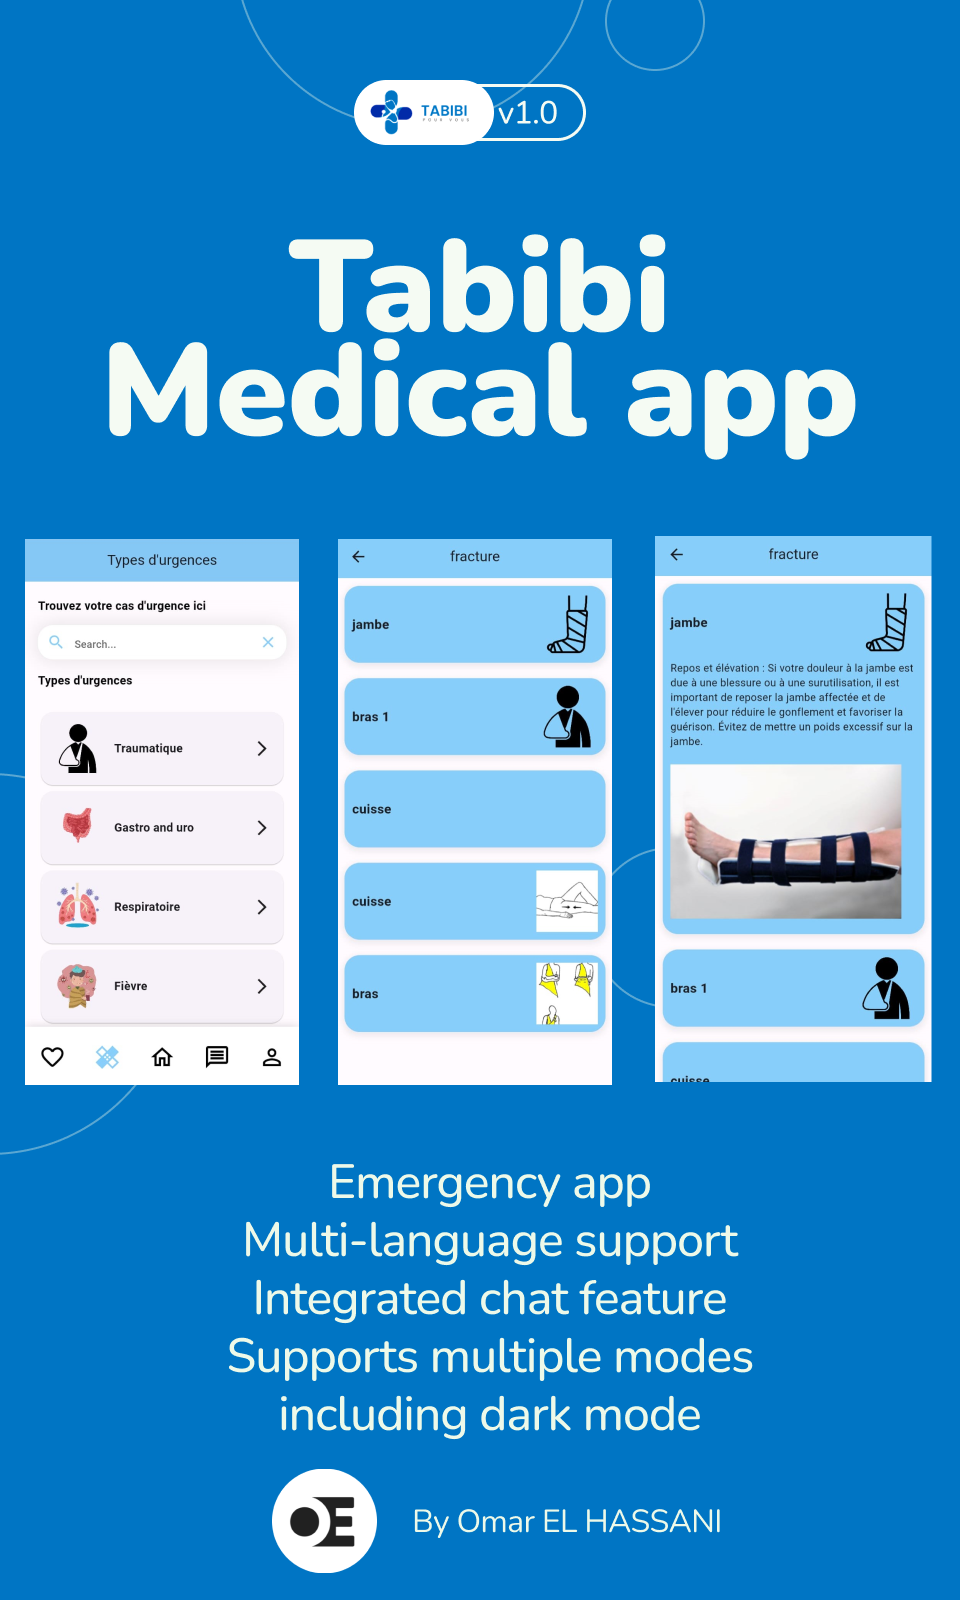 TABIBI
POUR VOUS
v1.0
Tabibi
Medical app
Types d'urgences
Trouvez votre cas d'urgence ici
Search...
Types d'urgences
Traumatique
Gastro and uro
Respiratoire
Fièvre
fracture
jambe
bras 1
cuisse
cuisse
bras
fracture
jambe
Repos et élévation : Si votre douleur à la jambe est
due à une blessure ou à une surutilisation, il est
important de reposer la jambe affectée et de
l'élever pour réduire le gonflement et favoriser la
guérison. Évitez de mettre un poids excessif sur la
jambe.
bras 1
cuisse
Emergency app
Multi-language support
Integrated chat feature
Supports multiple modes
including dark mode
OE
By Omar EL HASSANI